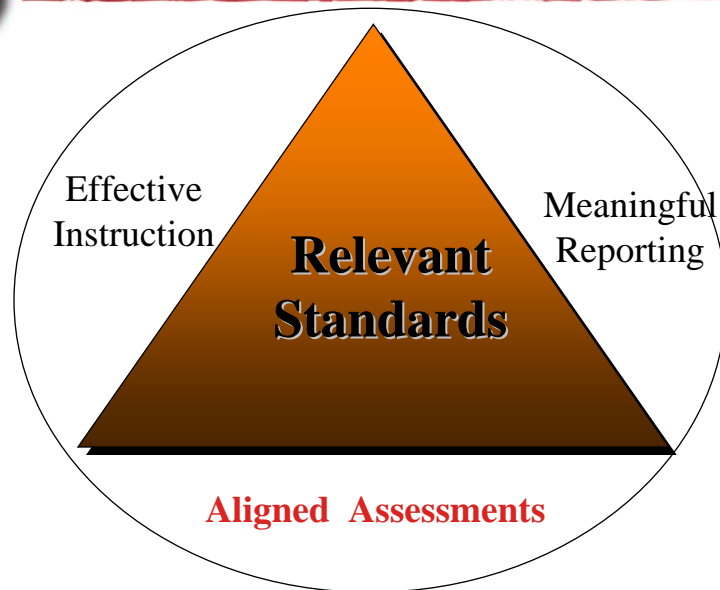 Effective
Instruction
Meaningful
Reporting
Relevant
Standards
Aligned Assessments